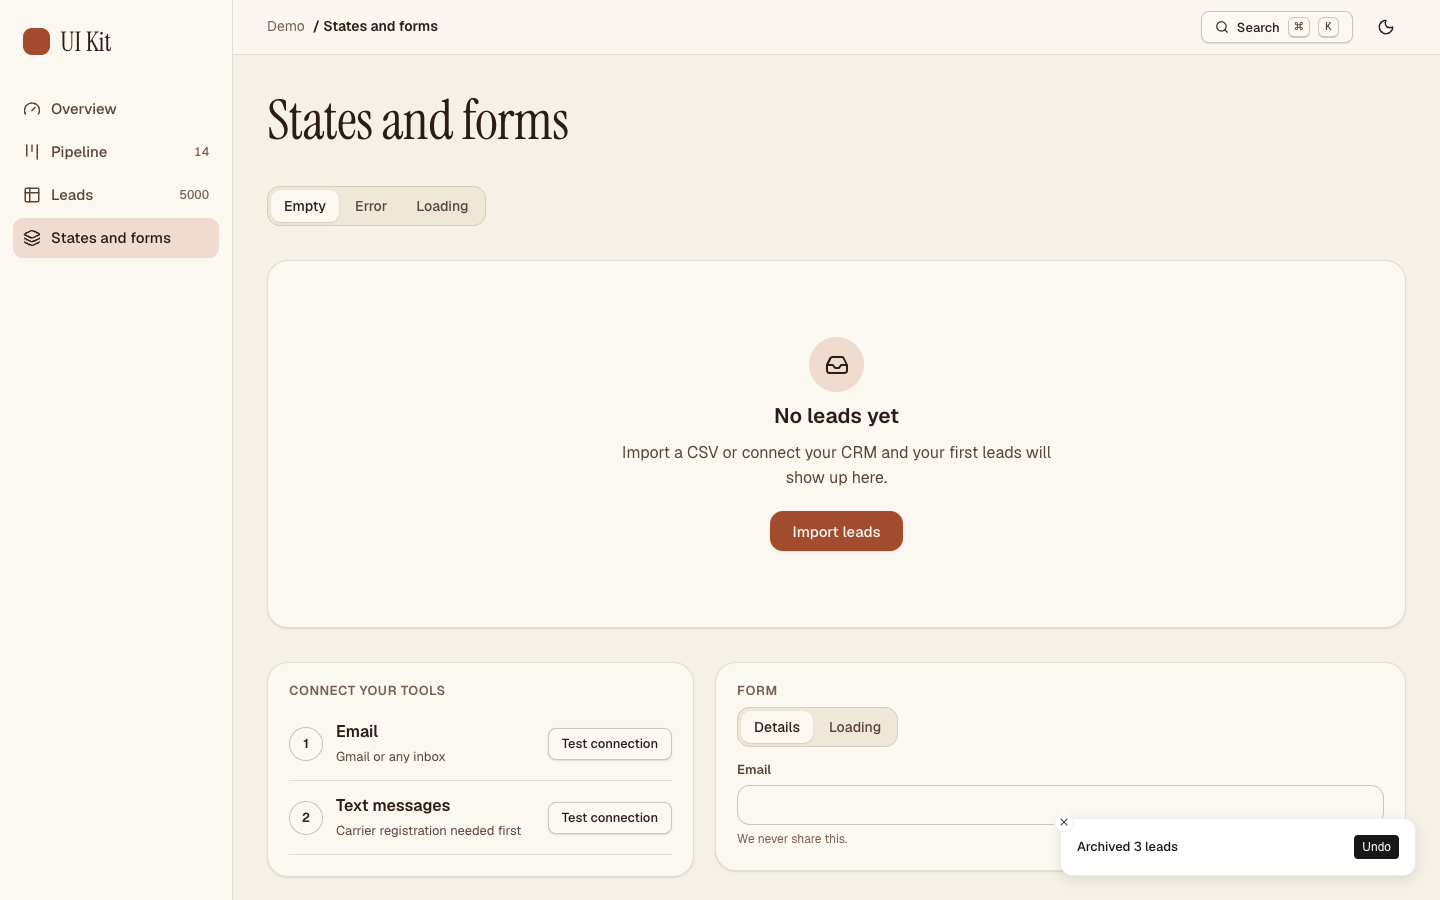 UI Kit
Overview
Pipeline 14
Leads 5000
States and forms
Demo / States and forms
Search ⌘ K
States and forms
Empty Error Loading
No leads yet
Import a CSV or connect your CRM and your first leads will
show up here.
Import leads
CONNECT YOUR TOOLS
1 Email
Gmail or any inbox
Test connection
2 Text messages
Carrier registration needed first
Test connection
FORM
Details Loading
Email
We never share this.
Archived 3 leads
Undo